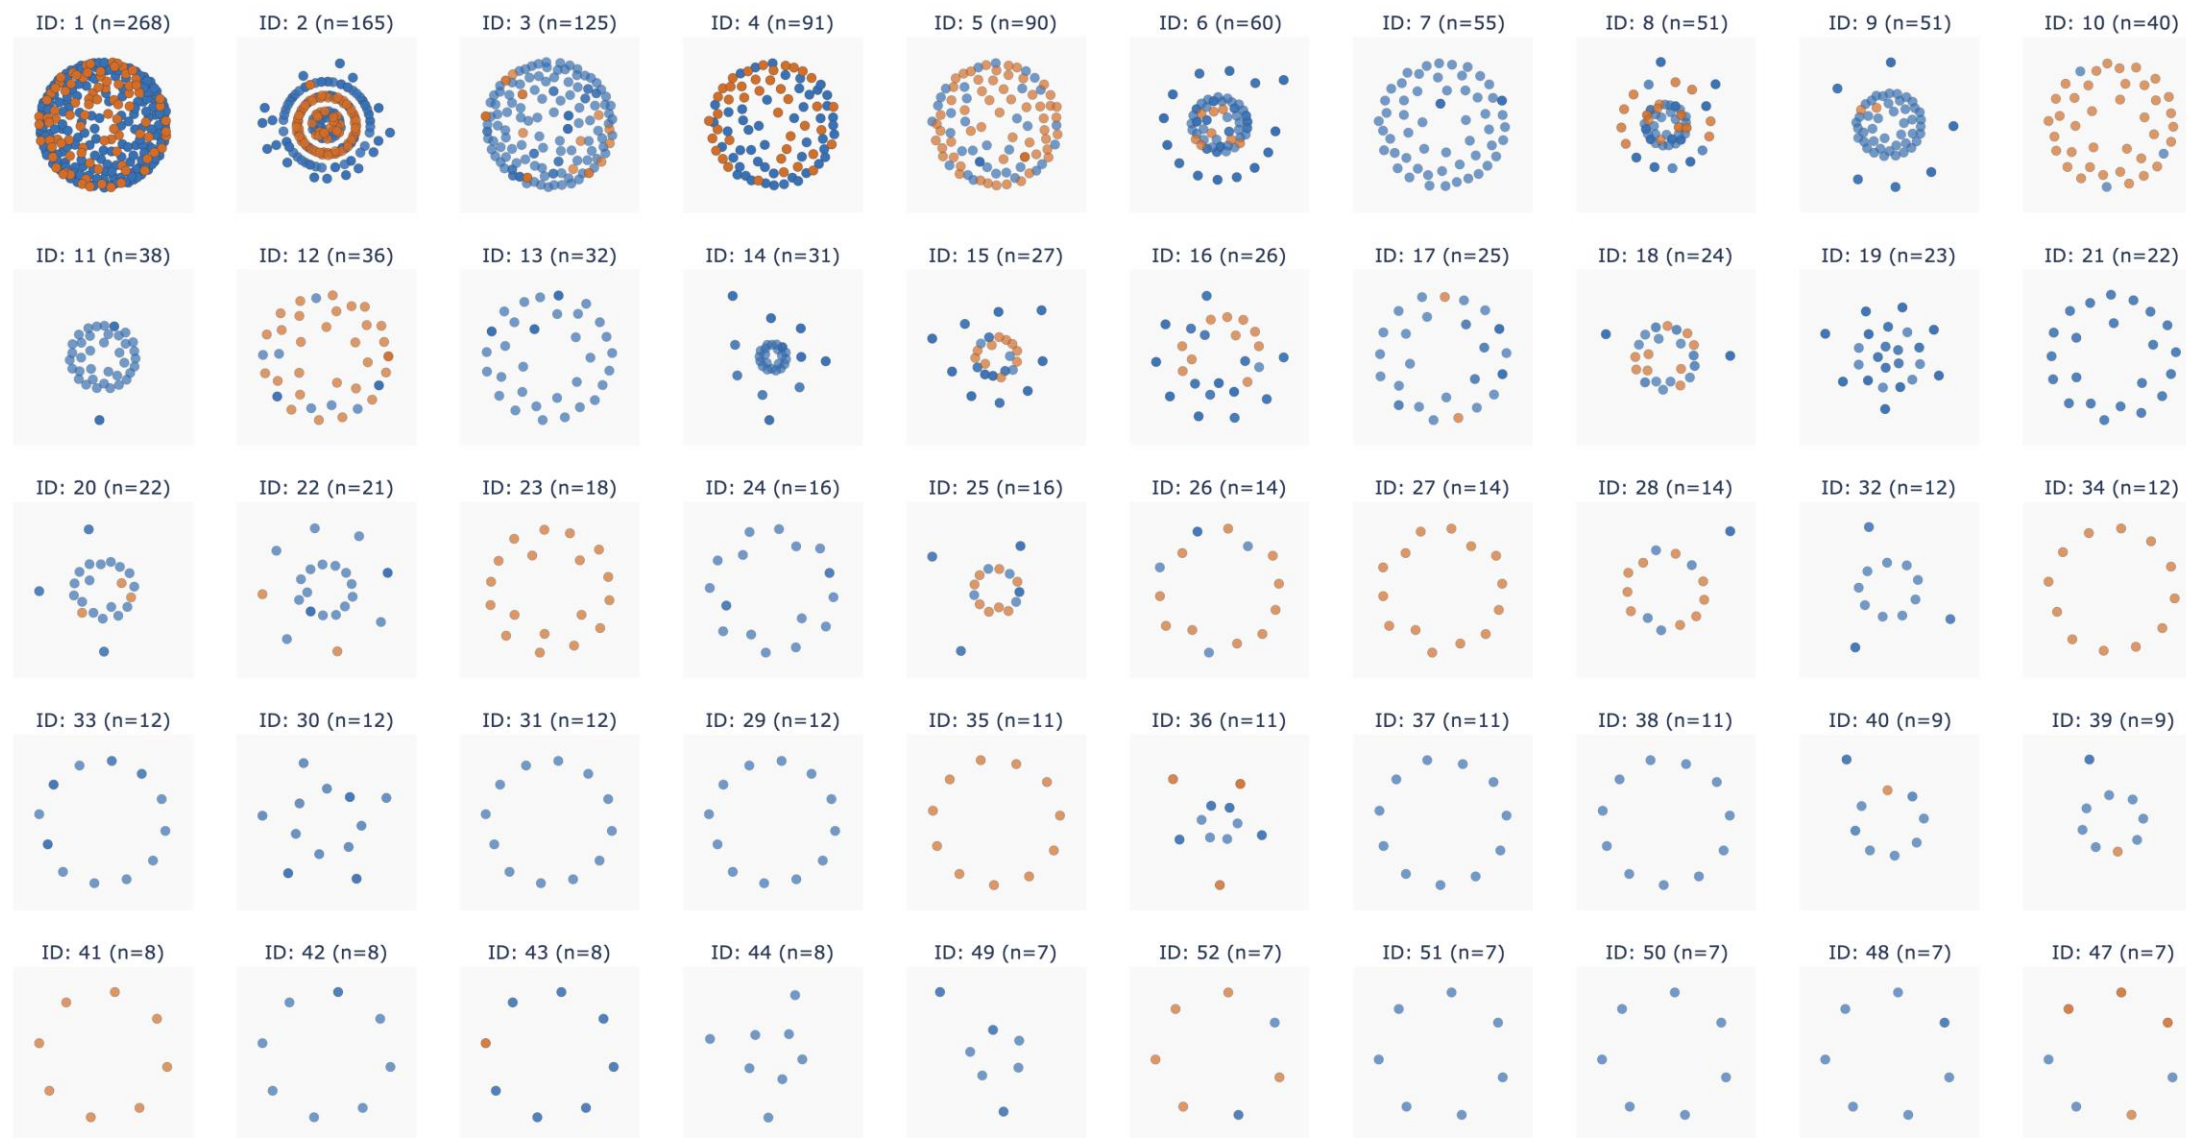 ID: 1 (n=268) ID: 2 (n=165) ID: 3 (n=125) ID: 4 (n=91) ID: 5 (n=90) ID: 6 (n=60) ID: 7 (n=55) ID: 8 (n=51) ID: 9 (n=51) ID: 10 (n=40)
ID: 11 (n=38) ID: 12 (n=36) ID: 13 (n=32) ID: 14 (n=31) ID: 15 (n=27) ID: 16 (n=26) ID: 17 (n=25) ID: 18 (n=24) ID: 19 (n=23) ID: 21 (n=22)
ID: 20 (n=22) ID: 22 (n=21) ID: 23 (n=18) ID: 24 (n=16) ID: 25 (n=16) ID: 26 (n=14) ID: 27 (n=14) ID: 28 (n=14) ID: 32 (n=12) ID: 34 (n=12)
ID: 33 (n=12) ID: 30 (n=12) ID: 31 (n=12) ID: 29 (n=12) ID: 35 (n=11) ID: 36 (n=11) ID: 37 (n=11) ID: 38 (n=11) ID: 40 (n=9) ID: 39 (n=9)
ID: 41 (n=8) ID: 42 (n=8) ID: 43 (n=8) ID: 44 (n=8) ID: 49 (n=7) ID: 52 (n=7) ID: 51 (n=7) ID: 50 (n=7) ID: 48 (n=7) ID: 47 (n=7)